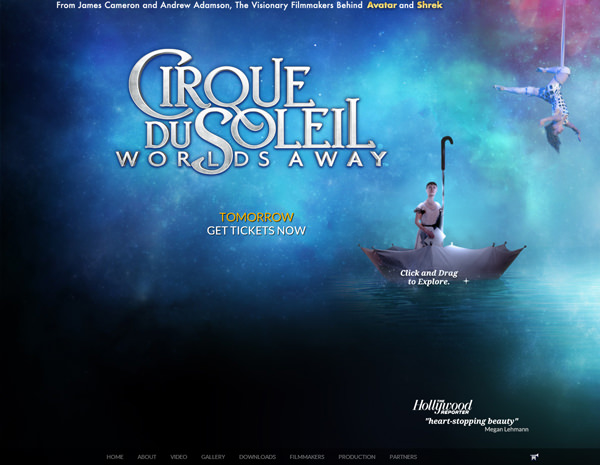 From James Cameron and Andrew Adamson, The Visionary Filmmakers Behind Avatar and Shrek
CIRQUE
DU SOLEIL
WORLDS AWAY
TOMORROW
GET TICKETS NOW
Click and Drag
to Explore.
THE Hollywood
REPORTER
"heart-stopping beauty"
Megan Lehmann
HOME ABOUT VIDEO GALLERY DOWNLOADS FILMMAKERS PRODUCTION PARTNERS